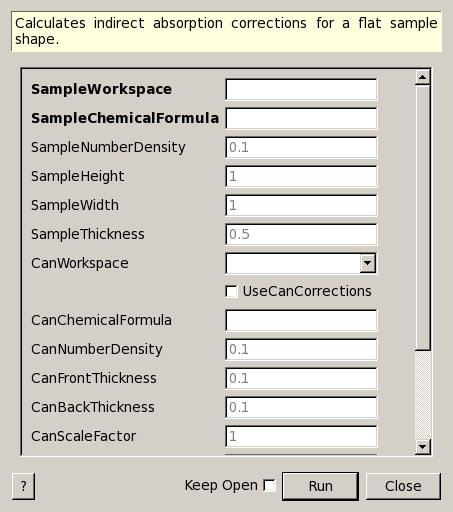 Calculates indirect absorption corrections for a flat sample
shape.
SampleWorkspace
SampleChemicalFormula
SampleNumberDensity 0.1
SampleHeight 1
SampleWidth 1
SampleThickness 0.5
CanWorkspace
UseCanCorrections
CanChemicalFormula
CanNumberDensity 0.1
CanFrontThickness 0.1
CanBackThickness 0.1
CanScaleFactor 1
? Keep Open Run Close